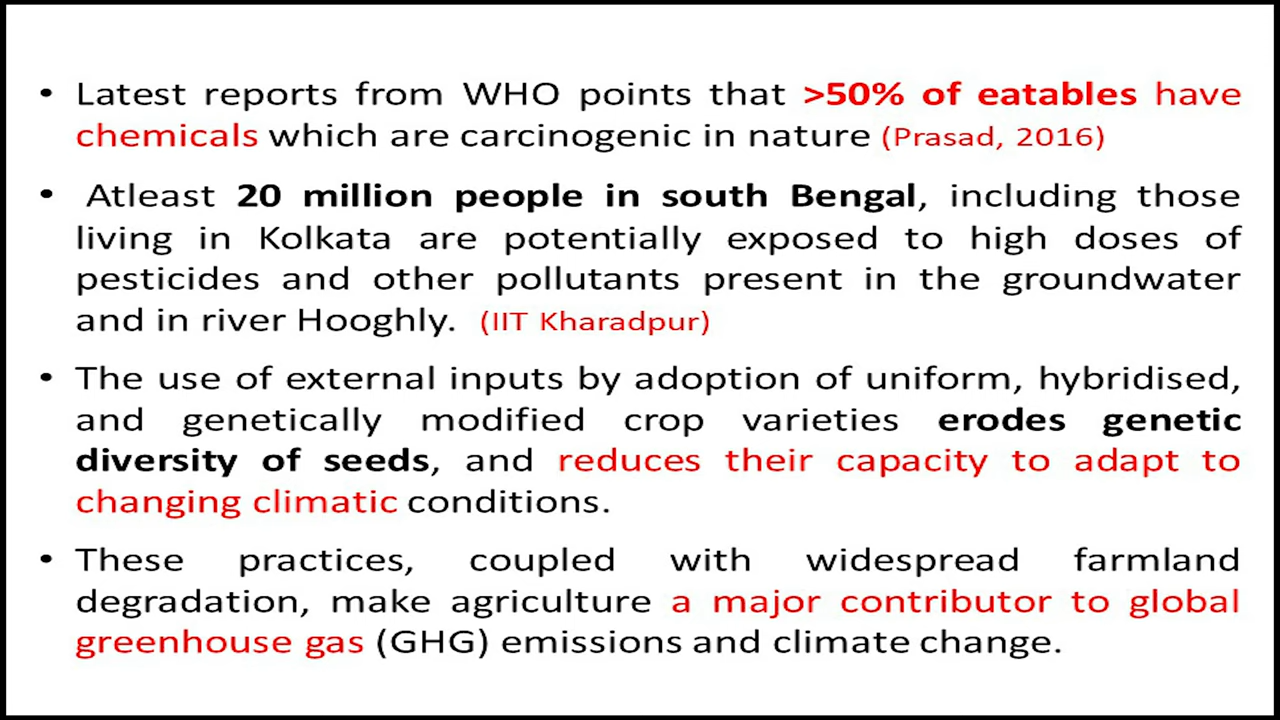 • Latest reports from WHO points that >50% of eatables have
chemicals which are carcinogenic in nature (Prasad, 2016)
• Atleast 20 million people in south Bengal, including those
living in Kolkata are potentially exposed to high doses of
pesticides and other pollutants present in the groundwater
and in river Hooghly. (IIT Kharadpur)
• The use of external inputs by adoption of uniform, hybridised,
and genetically modified crop varieties erodes genetic
diversity of seeds, and reduces their capacity to adapt to
changing climatic conditions.
• These practices, coupled with widespread farmland
degradation, make agriculture a major contributor to global
greenhouse gas (GHG) emissions and climate change.